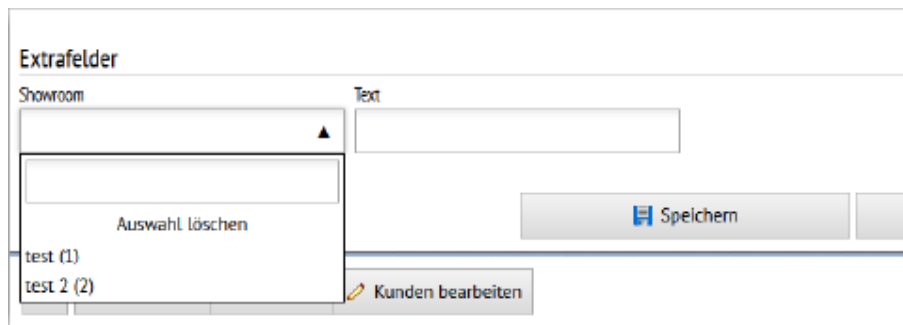 Extrafelder
Showroom Text
Auswahl löschen
Speichern
test (1)
test 2 (2)
Kunden bearbeiten